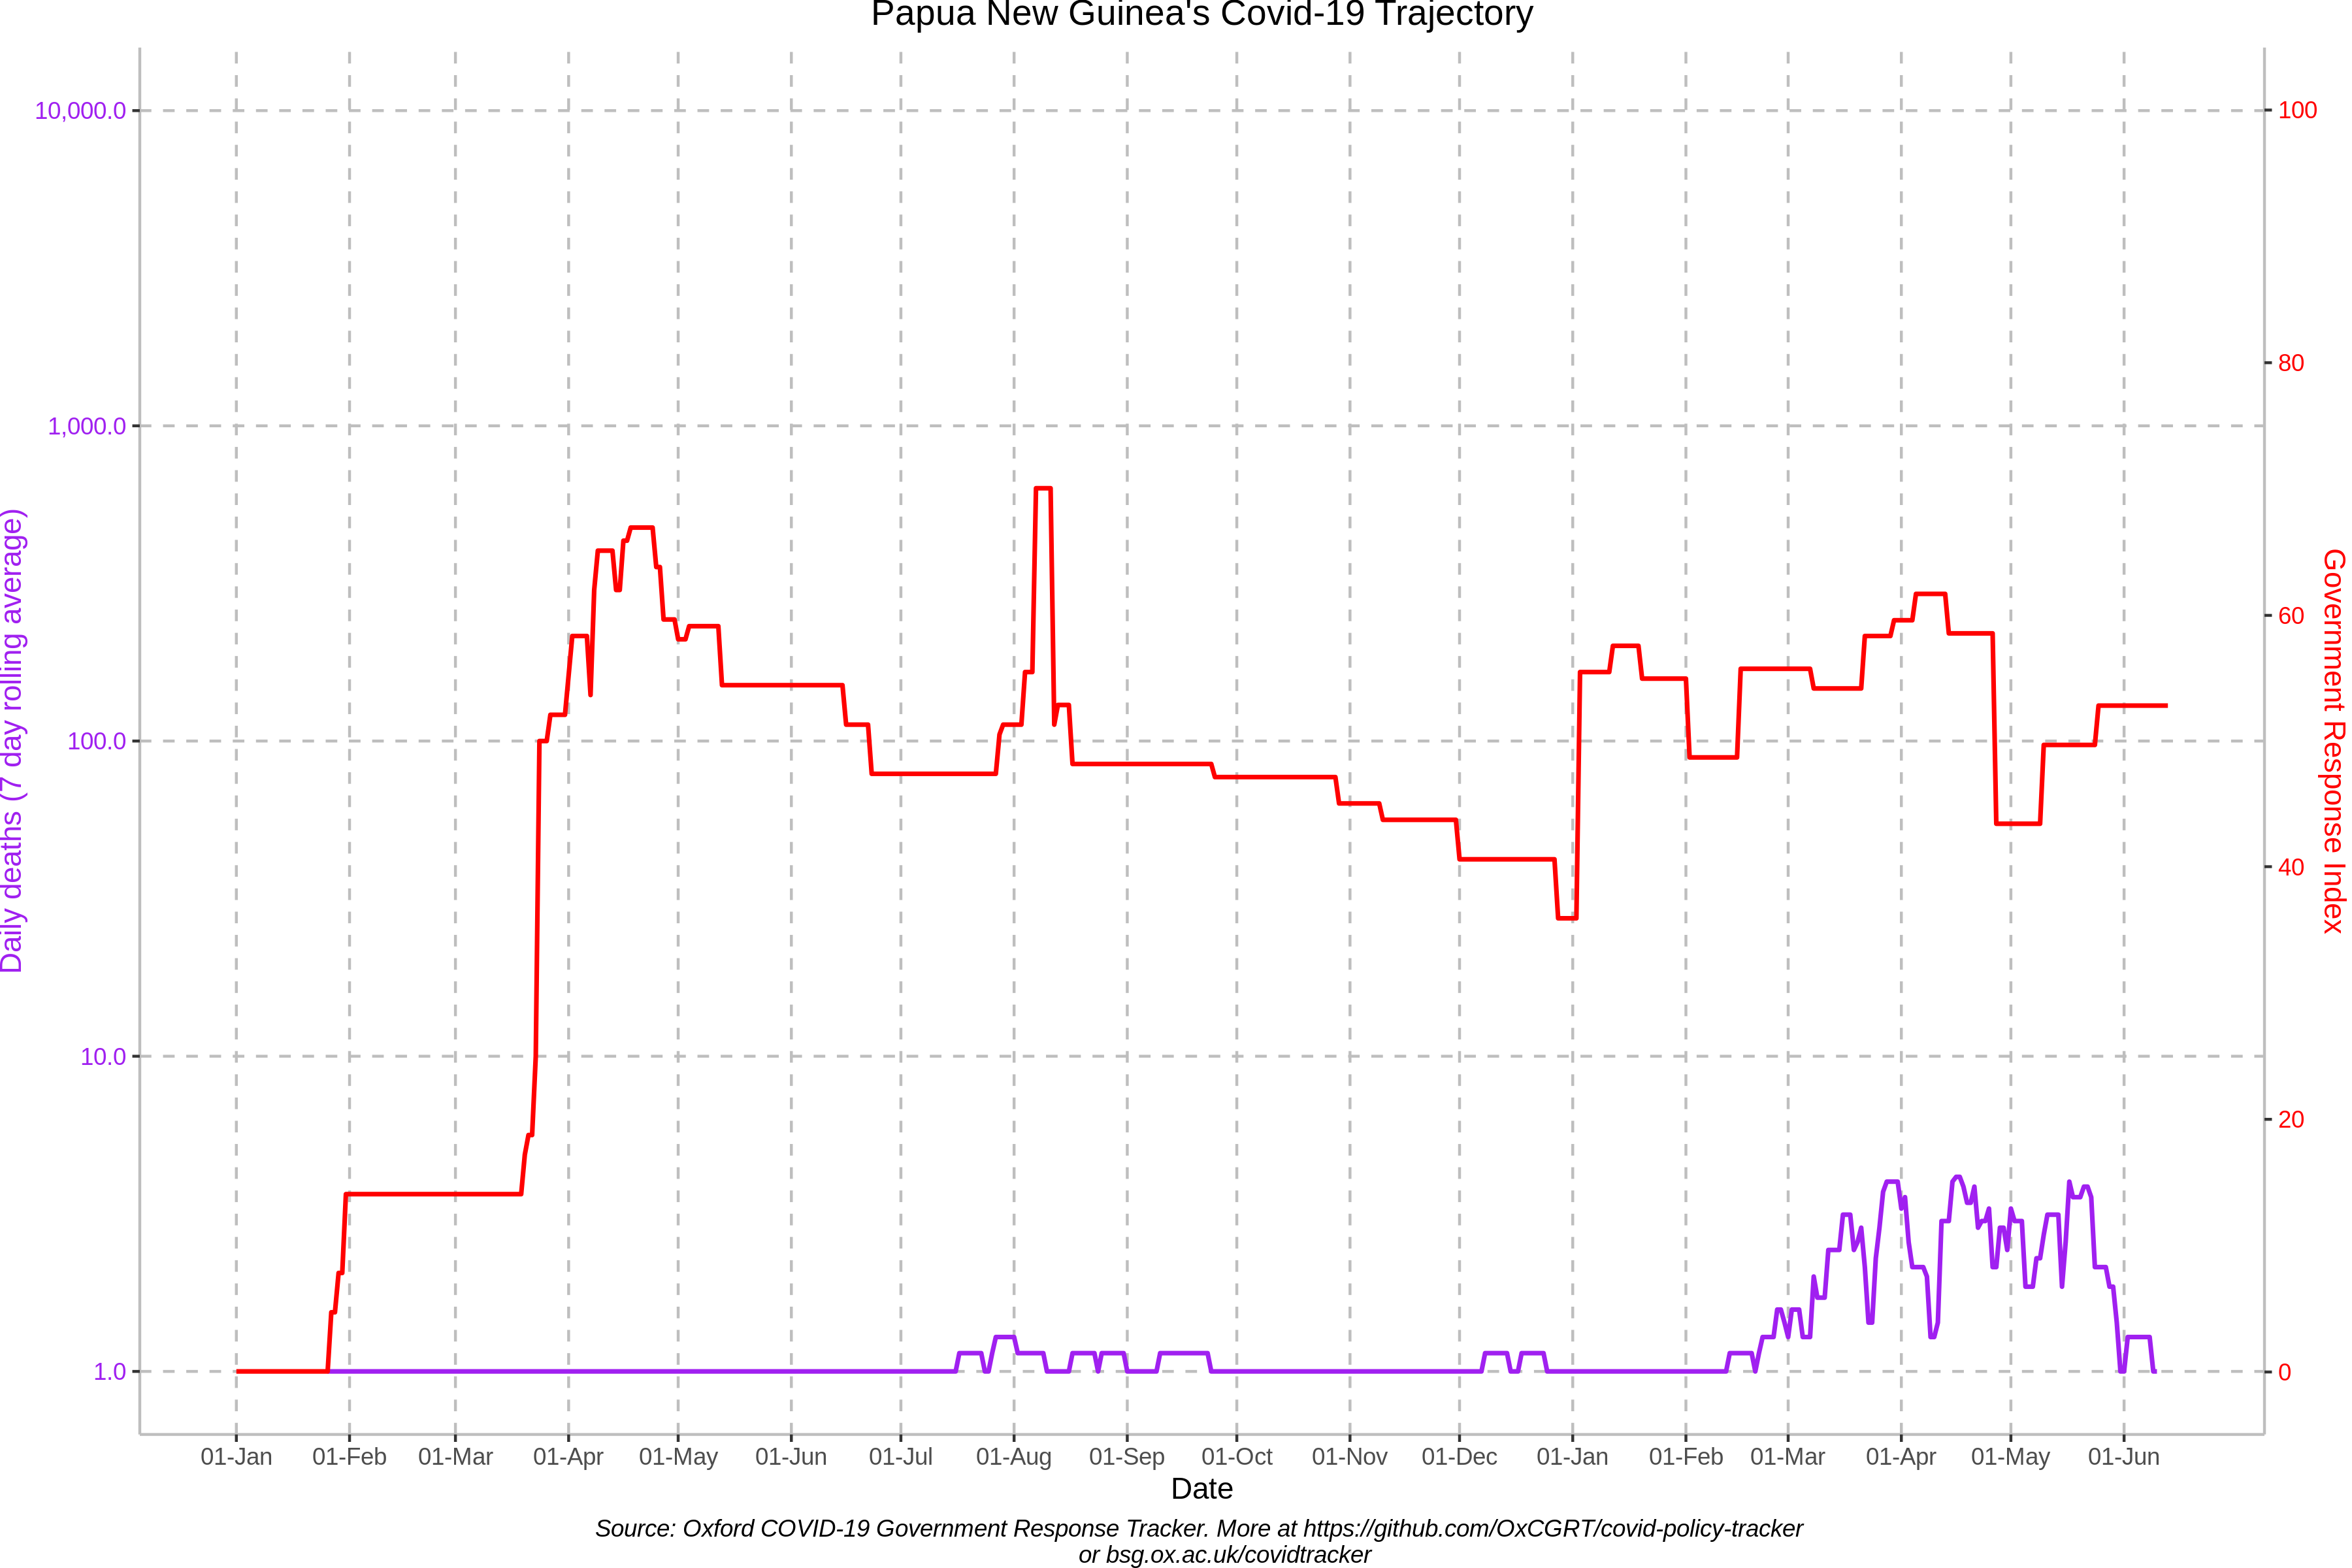 Papua New Guinea's Covid-19 Trajectory
10,000.0
1,000.0
100.0
10.0
1.0
Daily deaths (7 day rolling average)
100
80
60
40
20
0
Government Response Index
01-Jan 01-Feb 01-Mar 01-Apr 01-May 01-Jun 01-Jul 01-Aug 01-Sep 01-Oct 01-Nov 01-Dec 01-Jan 01-Feb 01-Mar 01-Apr 01-May 01-Jun
Date
Source: Oxford COVID-19 Government Response Tracker. More at https://github.com/OxCGRT/covid-policy-tracker
or bsg.ox.ac.uk/covidtracker